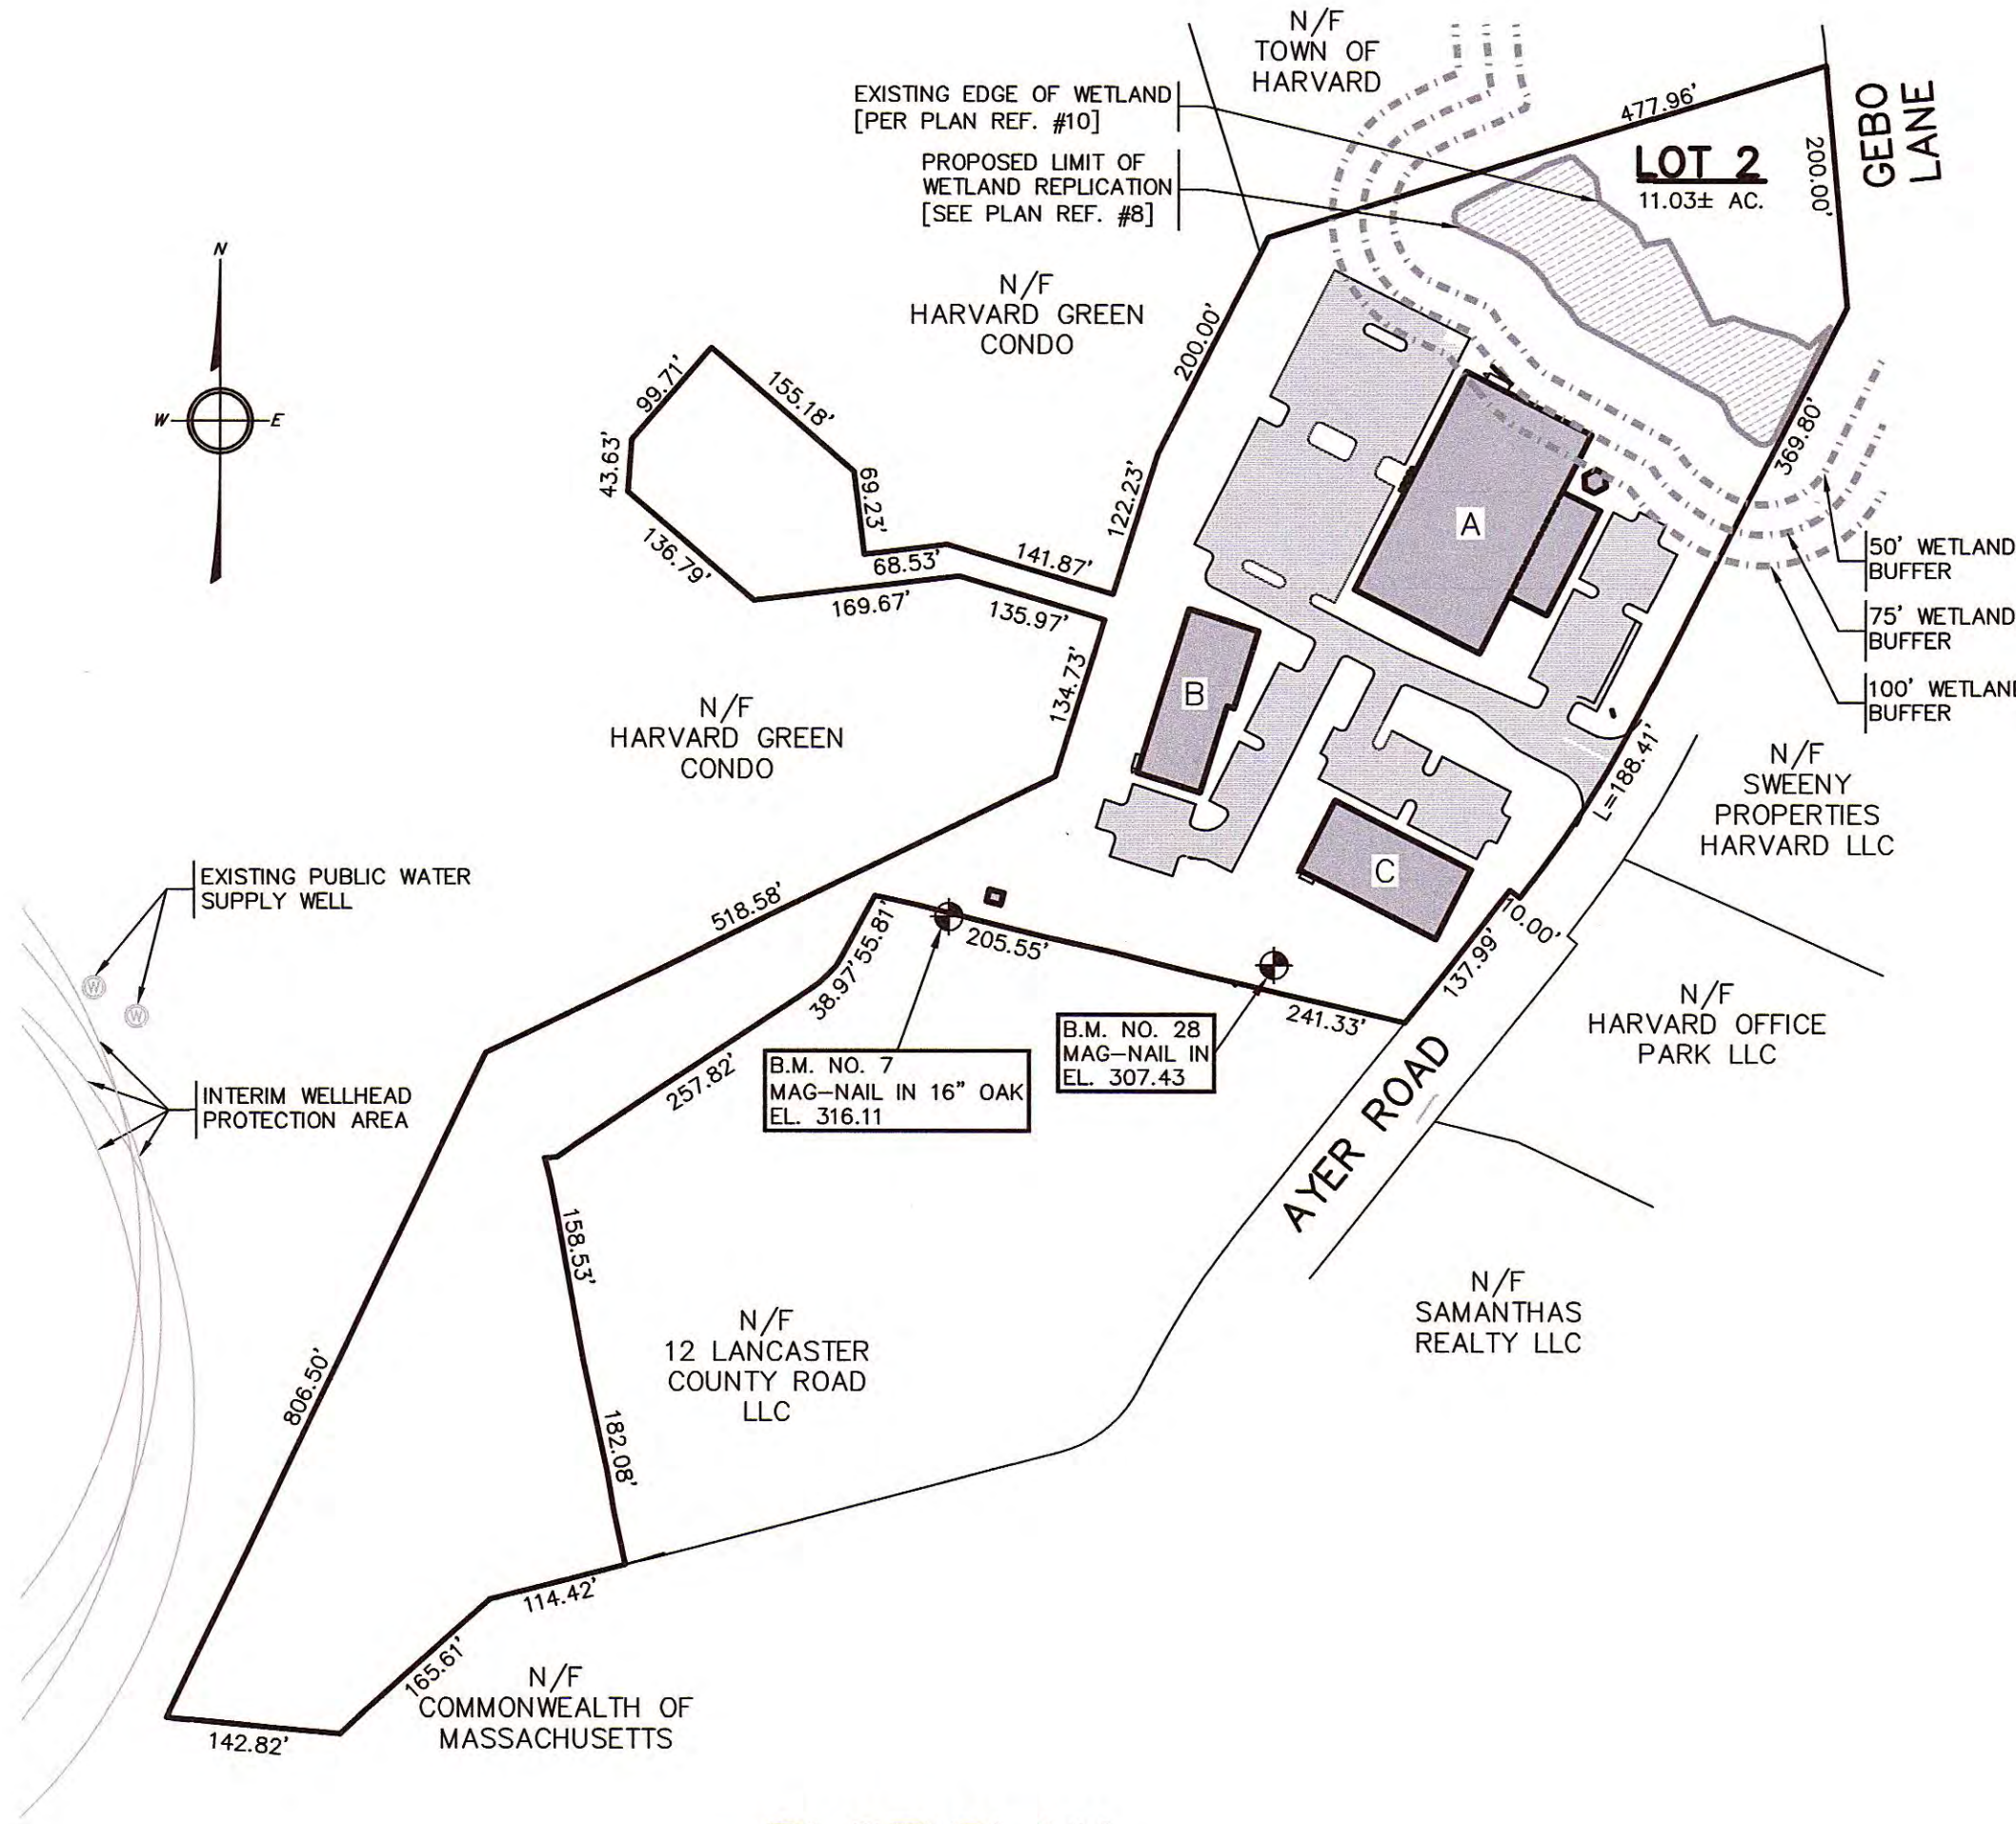 N/F
TOWN OF
HARVARD
EXISTING EDGE OF WETLAND
[PER PLAN REF. #10]
PROPOSED LIMIT OF
WETLAND REPLICATION
[SEE PLAN REF. #8]
477.96'
LOT 2
11.03± AC.
200.00'
GEBO
LANE
N
W
E
N/F
HARVARD GREEN
CONDO
200.00'
99.71'
155.18'
43.63'
69.23'
136.79'
68.53'
141.87'
122.23'
169.67'
135.97'
134.73'
369.80'
A
B
C
50' WETLAND
BUFFER
75' WETLAND
BUFFER
100' WETLAND
BUFFER
N/F
HARVARD GREEN
CONDO
L=188.41'
N/F
SWEENY
PROPERTIES
HARVARD LLC
EXISTING PUBLIC WATER
SUPPLY WELL
W
W
INTERIM WELLHEAD
PROTECTION AREA
518.58'
55.81'
38.97'
205.55'
257.82'
10.00'
137.99'
241.33'
B.M. NO. 7
MAG-NAIL IN 16" OAK
EL. 316.11
B.M. NO. 28
MAG-NAIL IN
EL. 307.43
N/F
HARVARD OFFICE
PARK LLC
AYER ROAD
158.53'
182.08'
N/F
12 LANCASTER
COUNTY ROAD
LLC
N/F
SAMANTHAS
REALTY LLC
806.50'
114.42'
165.61'
142.82'
N/F
COMMONWEALTH OF
MASSACHUSETTS